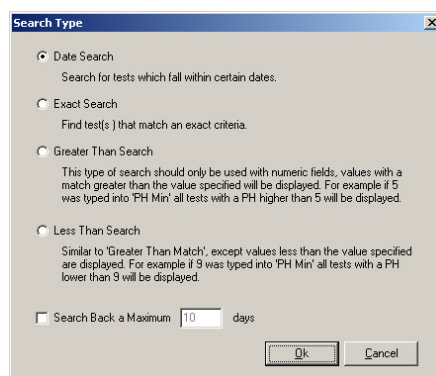 Search Type
Date Search
Search for tests which fall within certain dates.
Exact Search
Find test(s ) that match an exact criteria.
Greater Than Search
This type of search should only be used with numeric fields, values with a
match greater than the value specified will be displayed. For example if 5
was typed into 'PH Min' all tests with a PH higher than 5 will be displayed.
Less Than Search
Similar to 'Greater Than Match', except values less than the value specified
are displayed. For example if 9 was typed into 'PH Min' all tests with a PH
lower than 9 will be displayed.
Search Back a Maximum 10 days
Ok Cancel